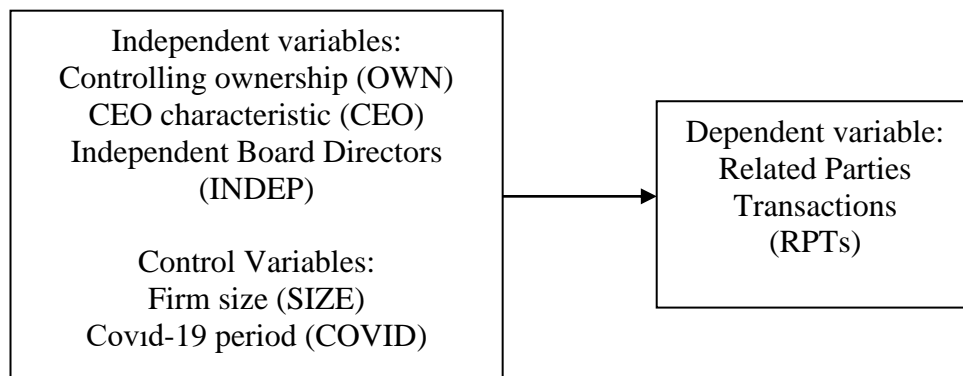 Independent variables:
Controlling ownership (OWN)
CEO characteristic (CEO)
Independent Board Directors
(INDEP)
Control Variables:
Firm size (SIZE)
Covid-19 period (COVID)
Dependent variable:
Related Parties
Transactions
(RPTs)